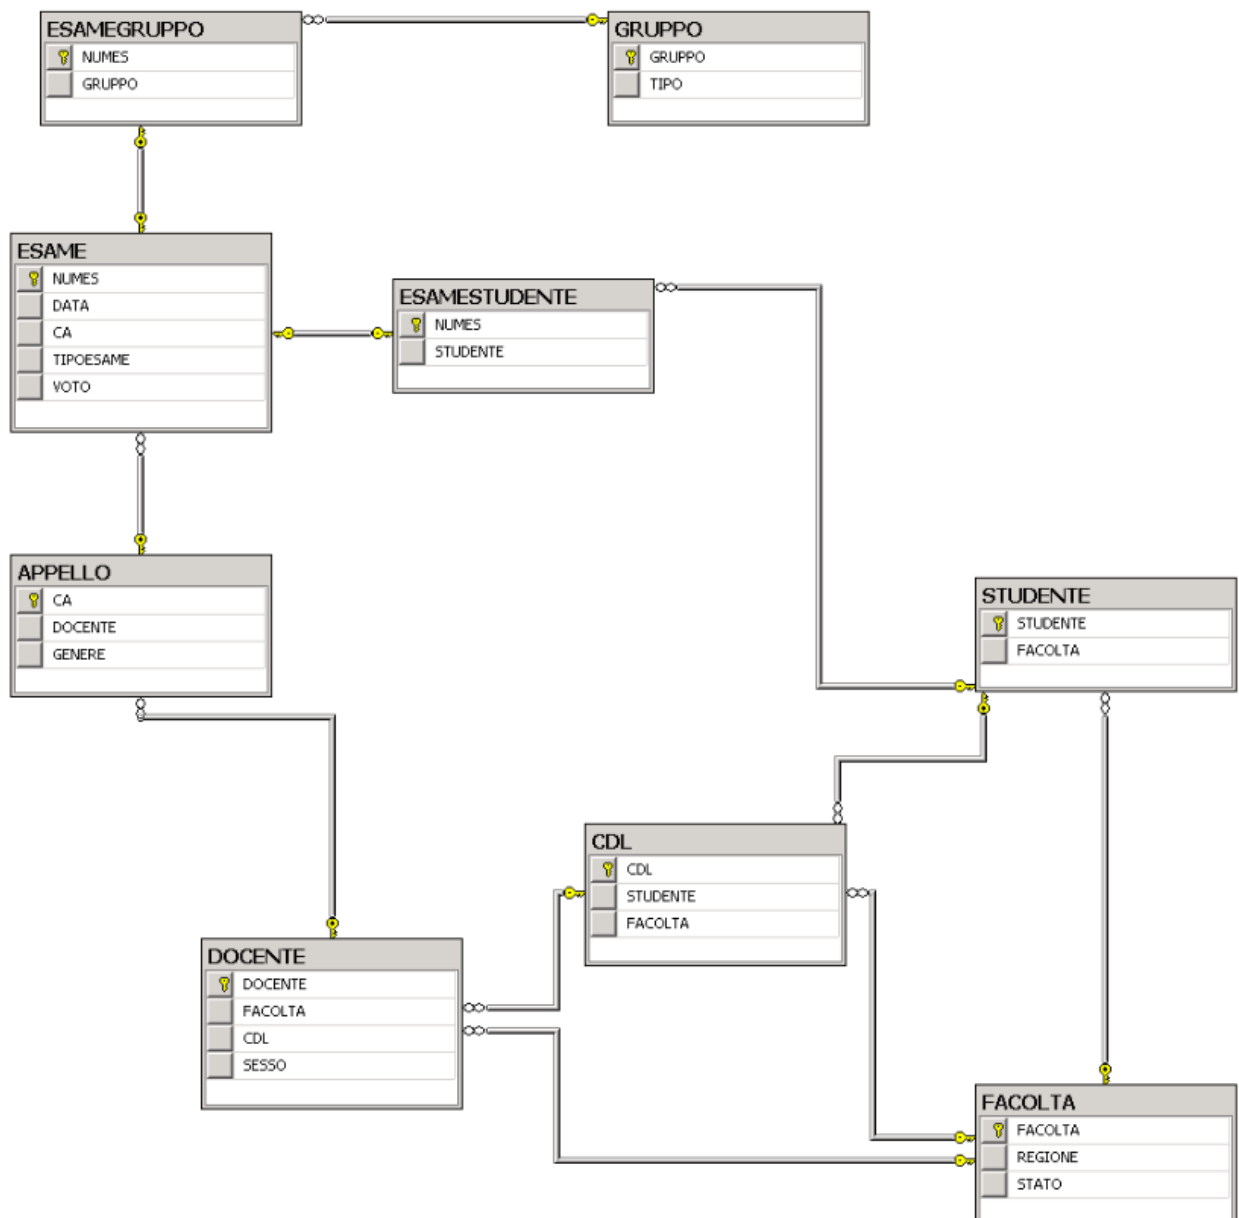 ESAMEGRUPPO
NUMES
GRUPPO
GRUPPO
GRUPPO
TIPO
ESAME
NUMES
DATA
CA
TIPOESAME
VOTO
ESAMESTUDENTE
NUMES
STUDENTE
APPELLO
CA
DOCENTE
GENERE
STUDENTE
STUDENTE
FACOLTA
CDL
CDL
STUDENTE
FACOLTA
DOCENTE
DOCENTE
FACOLTA
CDL
SESSO
FACOLTA
FACOLTA
REGIONE
STATO